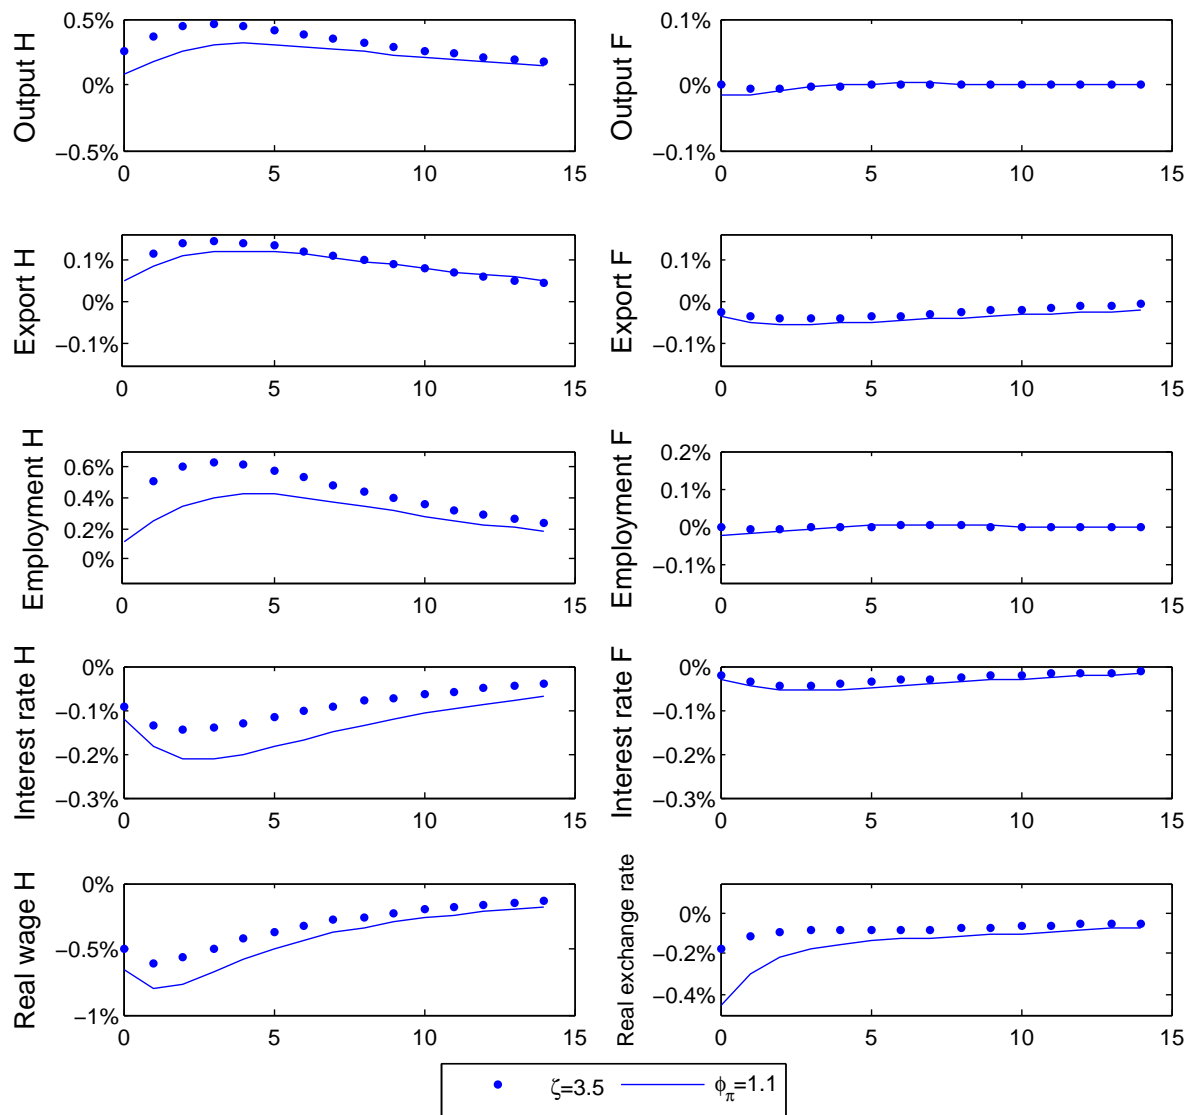 0.5%
0%
−0.5%
Output H
0 5 10 15
0.1%
0%
−0.1%
Output F
0 5 10 15
0.1%
0%
−0.1%
Export H
0 5 10 15
0.1%
0%
−0.1%
Export F
0 5 10 15
0.6%
0.4%
0.2%
0%
Employment H
0 5 10 15
0.2%
0.1%
0%
−0.1%
Employment F
0 5 10 15
0%
−0.1%
−0.2%
−0.3%
Interest rate H
0 5 10 15
0%
−0.1%
−0.2%
−0.3%
Interest rate F
0 5 10 15
0%
−0.5%
−1%
Real wage H
0 5 10 15
0%
−0.2%
−0.4%
Real exchange rate
0 5 10 15
ζ=3.5 ϕπ=1.1